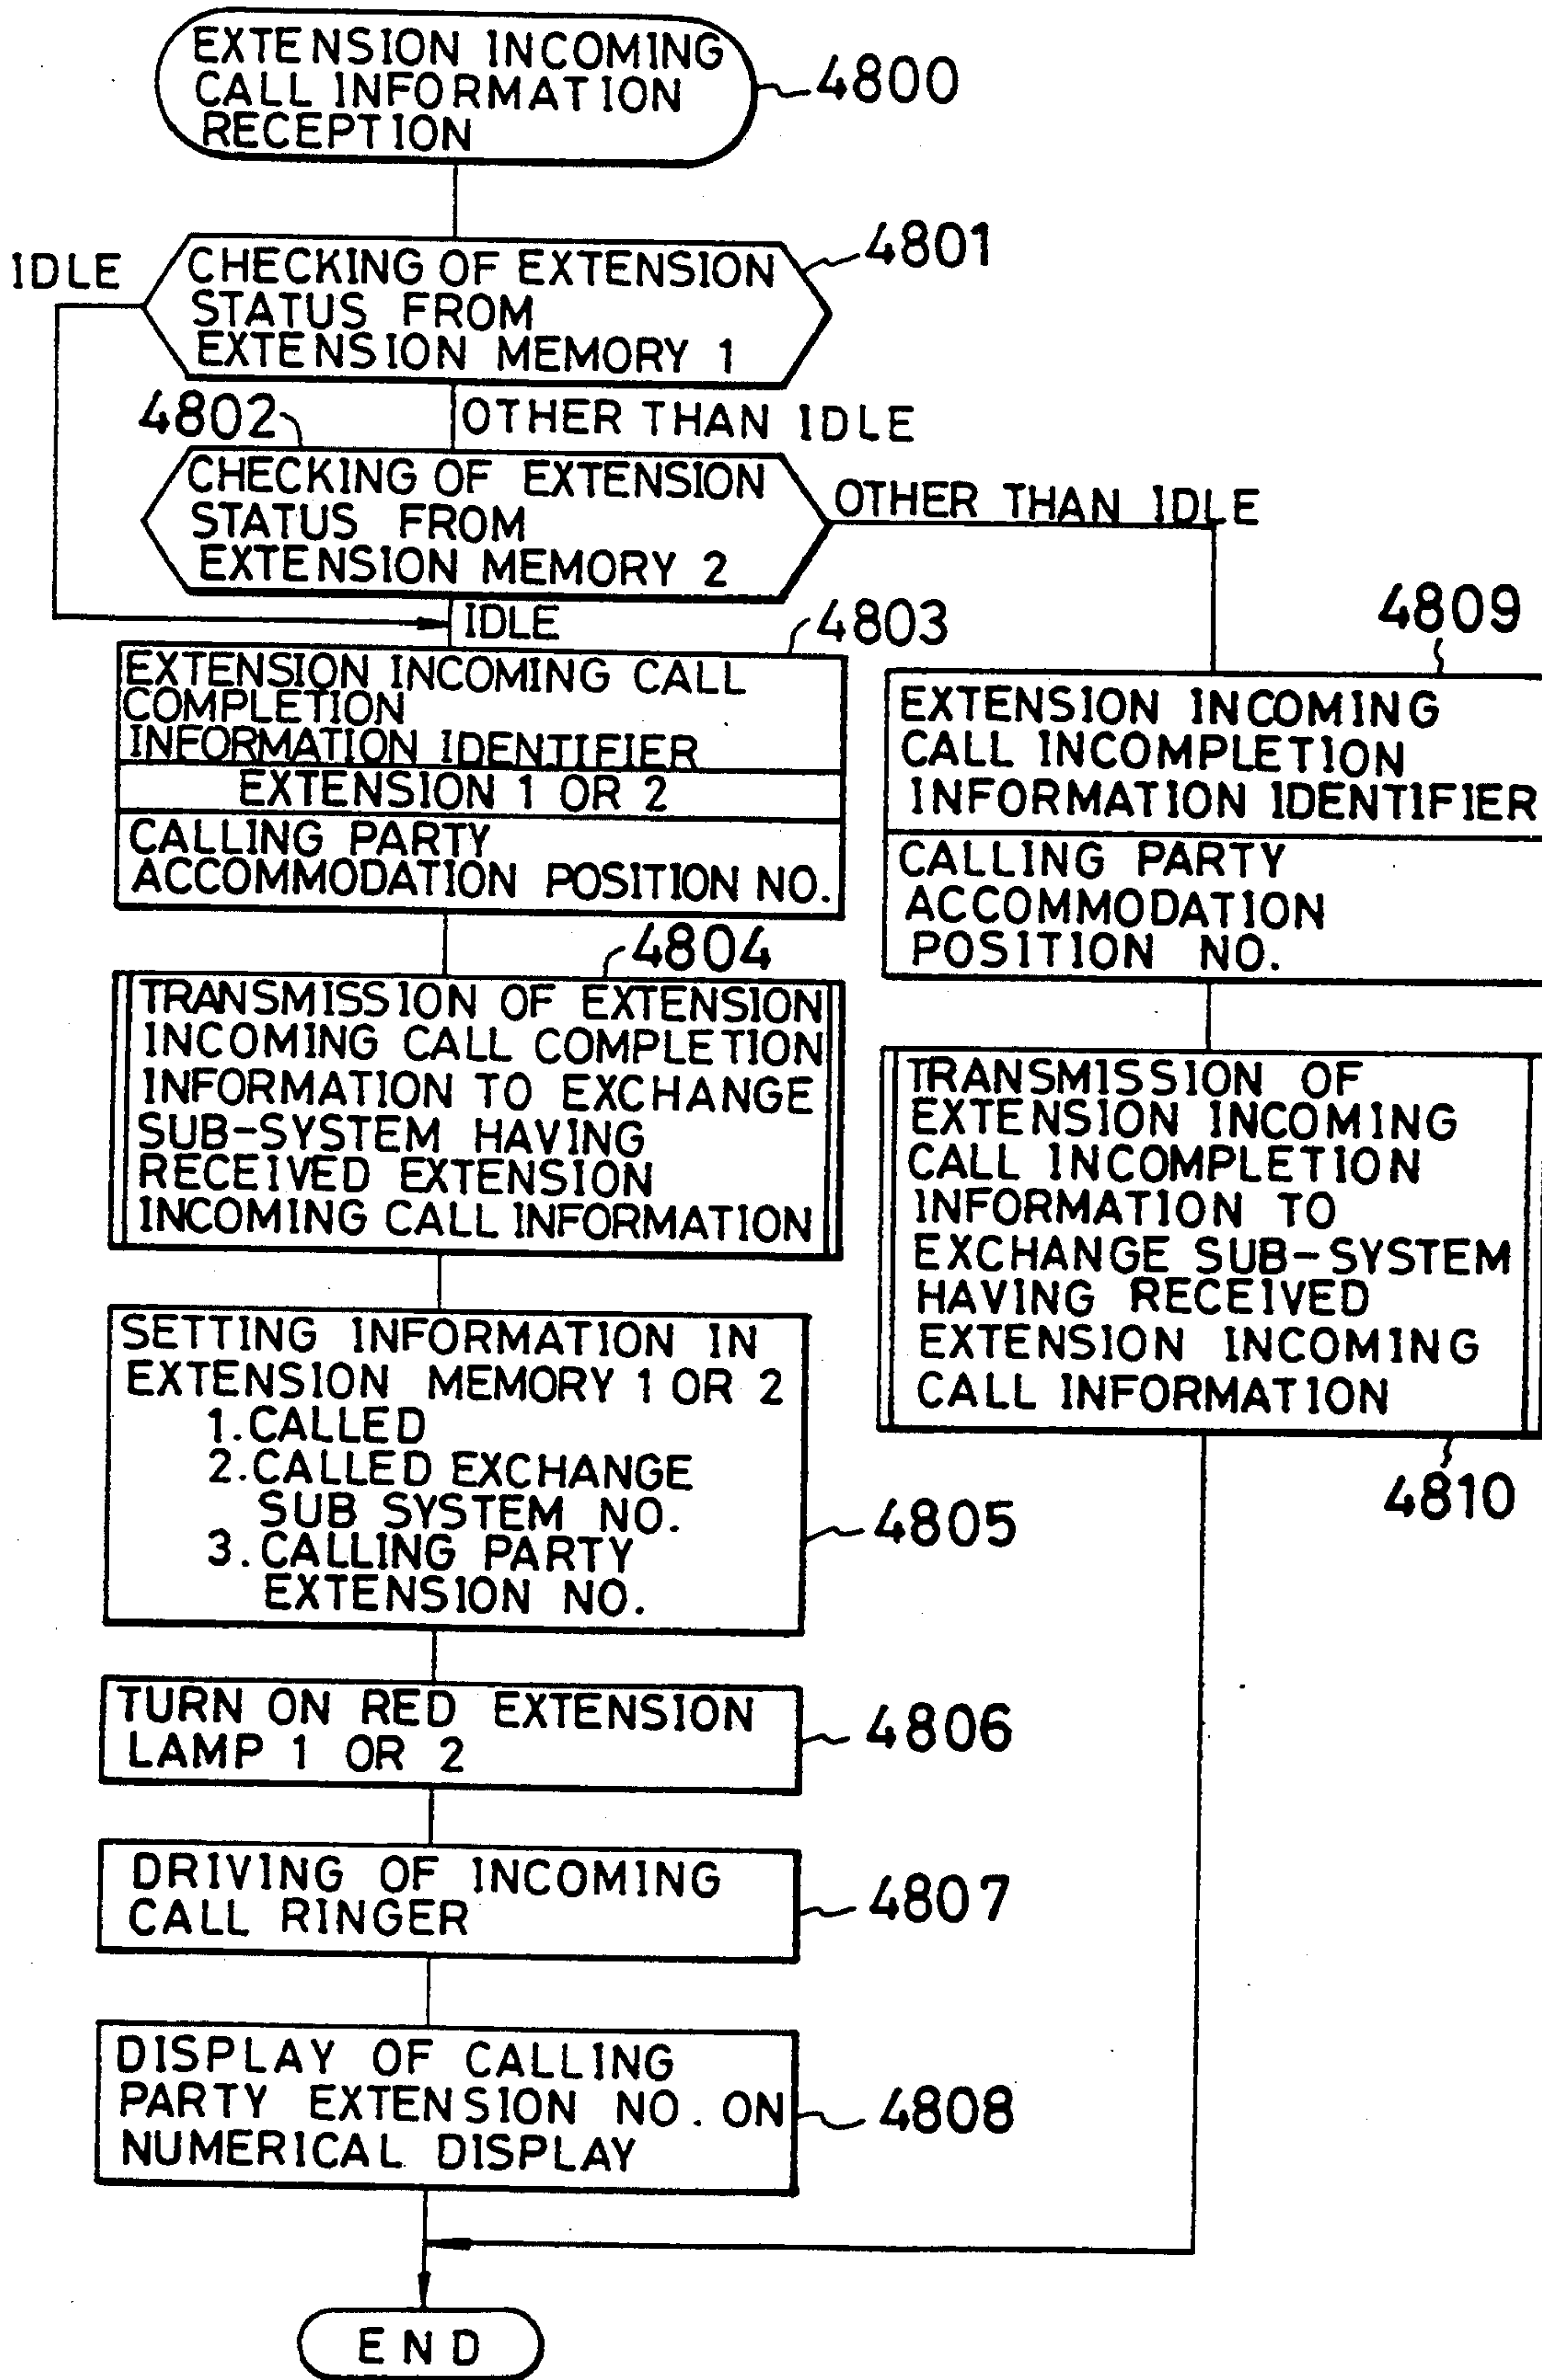 EXTENSION INCOMING
CALL INFORMATION
RECEPTION
4800
IDLE
CHECKING OF EXTENSION
STATUS FROM
EXTENSION MEMORY 1
4801
OTHER THAN IDLE
4802
CHECKING OF EXTENSION
STATUS FROM
EXTENSION MEMORY 2
OTHER THAN IDLE
IDLE
4803
EXTENSION INCOMING CALL
COMPLETION
INFORMATION IDENTIFIER
EXTENSION 1 OR 2
CALLING PARTY
ACCOMMODATION POSITION NO.
4804
TRANSMISSION OF EXTENSION
INCOMING CALL COMPLETION
INFORMATION TO EXCHANGE
SUB-SYSTEM HAVING
RECEIVED EXTENSION
INCOMING CALL INFORMATION
SETTING INFORMATION IN
EXTENSION MEMORY 1 OR 2
1.CALLED
2.CALLED EXCHANGE
SUB SYSTEM NO.
3.CALLING PARTY
EXTENSION NO.
4805
TURN ON RED EXTENSION
LAMP 1 OR 2
4806
DRIVING OF INCOMING
CALL RINGER
4807
DISPLAY OF CALLING
PARTY EXTENSION NO. ON
NUMERICAL DISPLAY
4808
4809
EXTENSION INCOMING
CALL INCOMPLETION
INFORMATION IDENTIFIER
CALLING PARTY
ACCOMMODATION
POSITION NO.
TRANSMISSION OF
EXTENSION INCOMING
CALL INCOMPLETION
INFORMATION TO
EXCHANGE SUB-SYSTEM
HAVING RECEIVED
EXTENSION INCOMING
CALL INFORMATION
4810
END